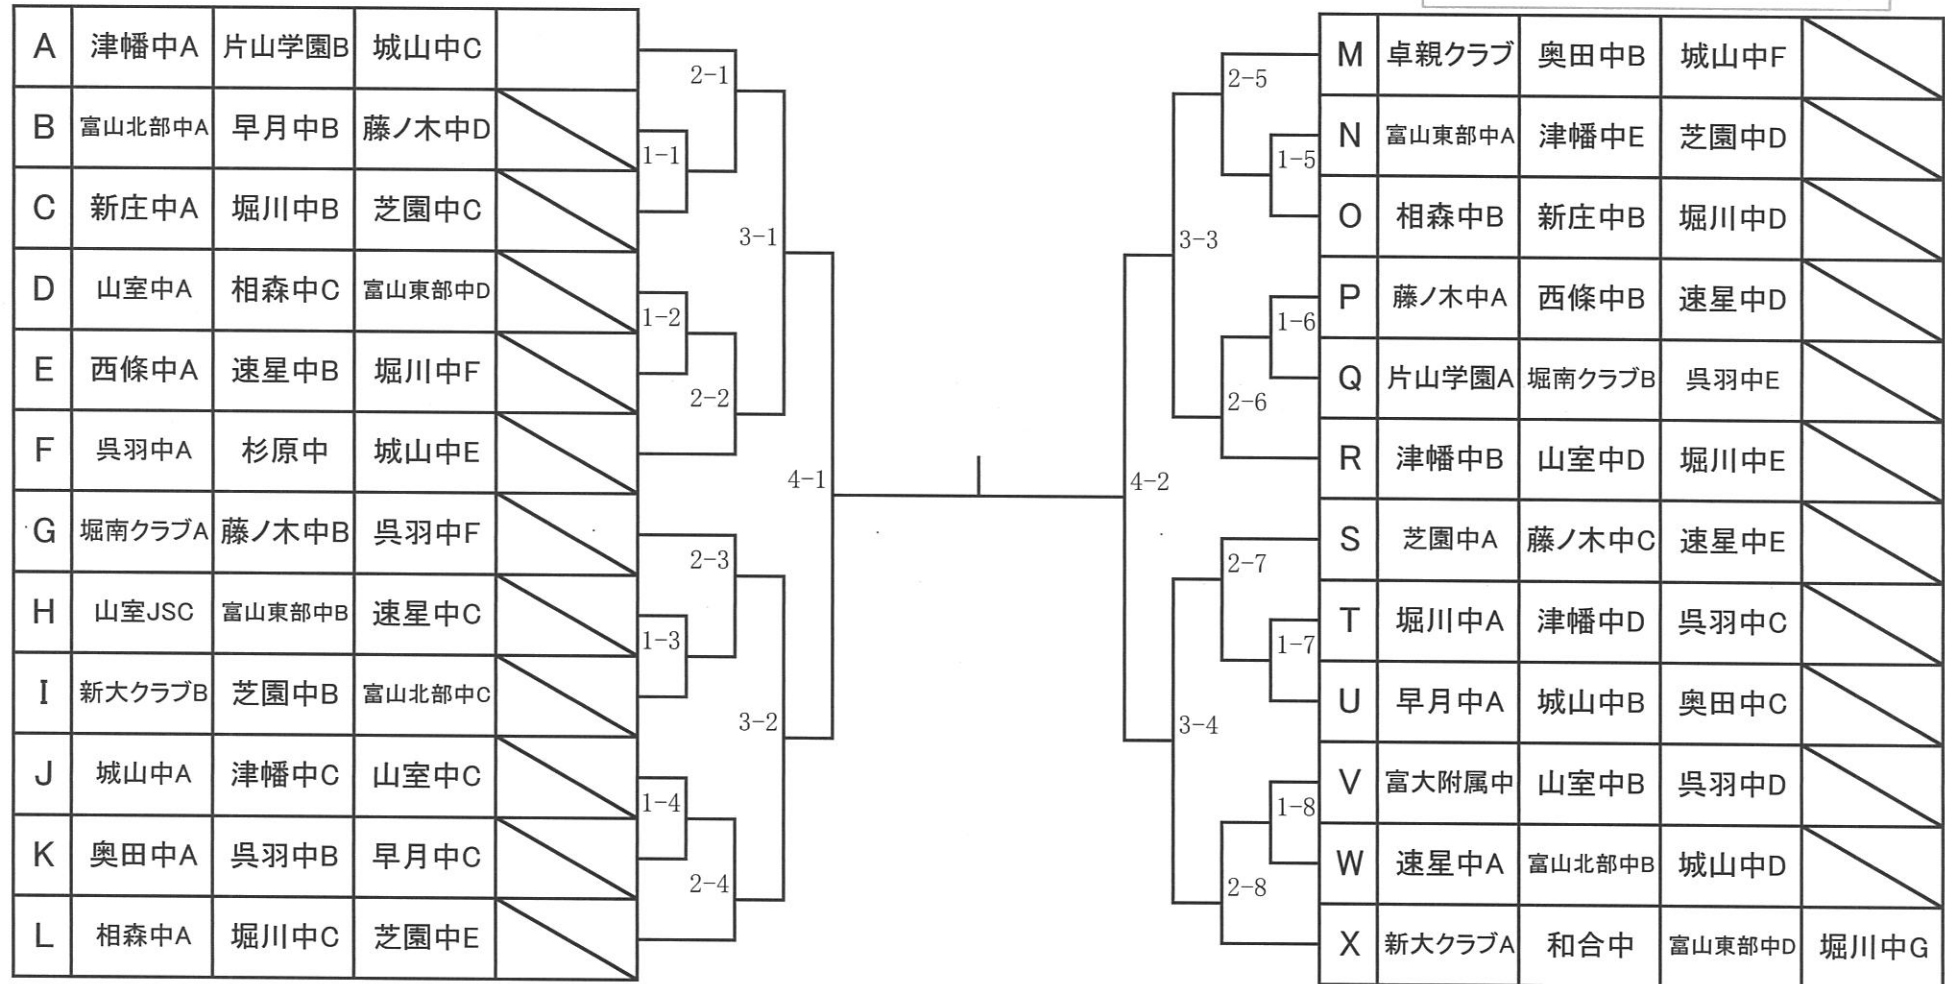 A 津幡中A 片山学園B 城山中C
B 富山北部中A 早月中B 藤ノ木中D
C 新庄中A 堀川中B 芝園中C
D 山室中A 相森中C 富山東部中D
E 西條中A 速星中B 堀川中F
F 呉羽中A 杉原中 城山中E
G 堀南クラブA 藤ノ木中B 呉羽中F
H 山室JSC 富山東部中B 速星中C
I 新大クラブB 芝園中B 富山北部中C
J 城山中A 津幡中C 山室中C
K 奥田中A 呉羽中B 早月中C
L 相森中A 堀川中C 芝園中E
2-1
1-1
3-1
1-2
2-2
4-1
2-3
1-3
3-2
1-4
2-4
2-5
1-5
3-3
1-6
2-6
4-2
2-7
1-7
3-4
1-8
2-8
M 卓親クラブ 奥田中B 城山中F
N 富山東部中A 津幡中E 芝園中D
O 相森中B 新庄中B 堀川中D
P 藤ノ木中A 西條中B 速星中D
Q 片山学園A 堀南クラブB 呉羽中E
R 津幡中B 山室中D 堀川中E
S 芝園中A 藤ノ木中C 速星中E
T 堀川中A 津幡中D 呉羽中C
U 早月中A 城山中B 奥田中C
V 富大附属中 山室中B 呉羽中D
W 速星中A 富山北部中B 城山中D
X 新大クラブA 和合中 富山東部中D 堀川中G